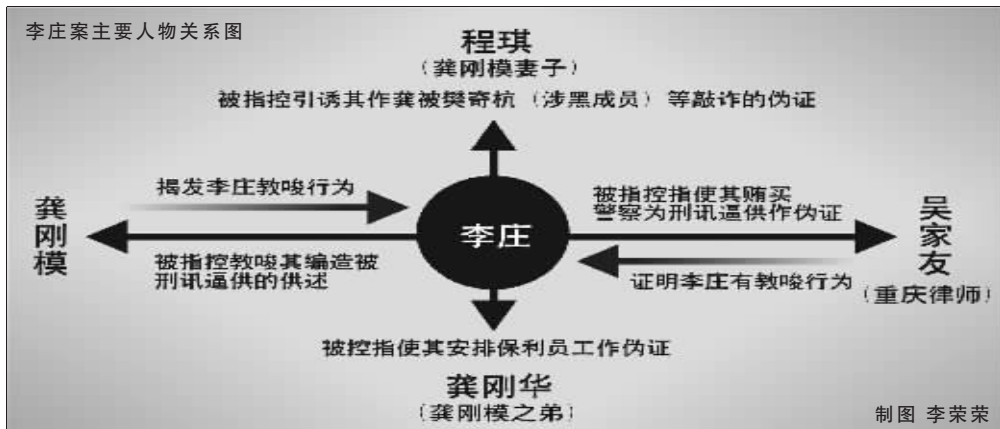 李庄案主要人物关系图
程琪
(龚刚模妻子)
被指控引诱其作龚被樊奇杭(涉黑成员)等敲诈的伪证
揭发李庄教唆行为
龚刚模
被指控教唆其编造被
刑讯逼供的供述
李庄
被指控指使其贿买
警察为刑讯逼供作伪证
吴家友
(重庆律师)
证明李庄有教唆行为
被控指使其安排保利员工作伪证
龚刚华
(龚刚模之弟)
制图 李荣荣